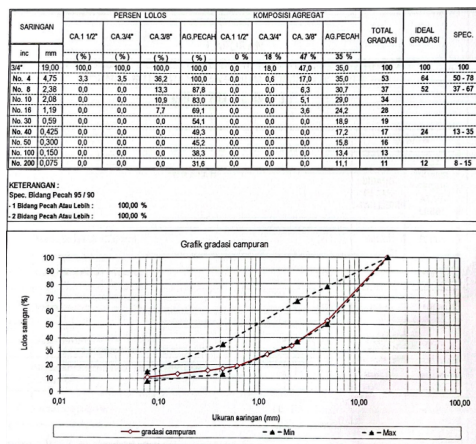 SARINGAN PERSEN LOLOS KOMPOSISI AGREGAT TOTAL GRADASI IDEAL GRADASI SPEC.
CA.1 1/2" CA.3/4" CA.3/8" AG.PECAH CA.1 1/2" CA.3/4" CA. 3/8" AG.PECAH
inc mm (%) (%) (%) (%) 0 % 18 % 47 % 35 %
3/4" 19,00 100,0 100,0 100,0 100,0 0,0 18,0 47,0 35,0 100 100 100
No. 4 4,75 3,3 3,5 36,2 100,0 0,0 0,6 17,0 35,0 53 64 50 - 78
No. 8 2,38 0,0 0,0 13,3 87,8 0,0 0,0 6,3 30,7 37 52 37 - 67
No. 10 2,08 0,0 0,0 10,9 83,0 0,0 0,0 5,1 29,0 34
No. 16 1,19 0,0 0,0 7,7 69,1 0,0 0,0 3,6 24,2 28
No. 30 0,59 0,0 0,0 0,0 54,1 0,0 0,0 0,0 18,9 19
No. 40 0,425 0,0 0,0 0,0 49,3 0,0 0,0 0,0 17,2 17 24 13 - 35
No. 50 0,300 0,0 0,0 0,0 45,2 0,0 0,0 0,0 15,8 16
No. 100 0,150 0,0 0,0 0,0 38,3 0,0 0,0 0,0 13,4 13
No. 200 0,075 0,0 0,0 0,0 31,6 0,0 0,0 0,0 11,1 11 12 8 - 15
KETERANGAN :
Spec. Bidang Pecah 95 / 90
- 1 Bidang Pecah Atau Lebih : 100,00 %
- 2 Bidang Pecah Atau Lebih : 100,00 %
Grafik gradasi campuran
Lolos saringan (%)
100
90
80
70
60
50
40
30
20
10
0
0,01 0,10 1,00 10,00 100,00
Ukuran saringan (mm)
gradasi campuran Min Max